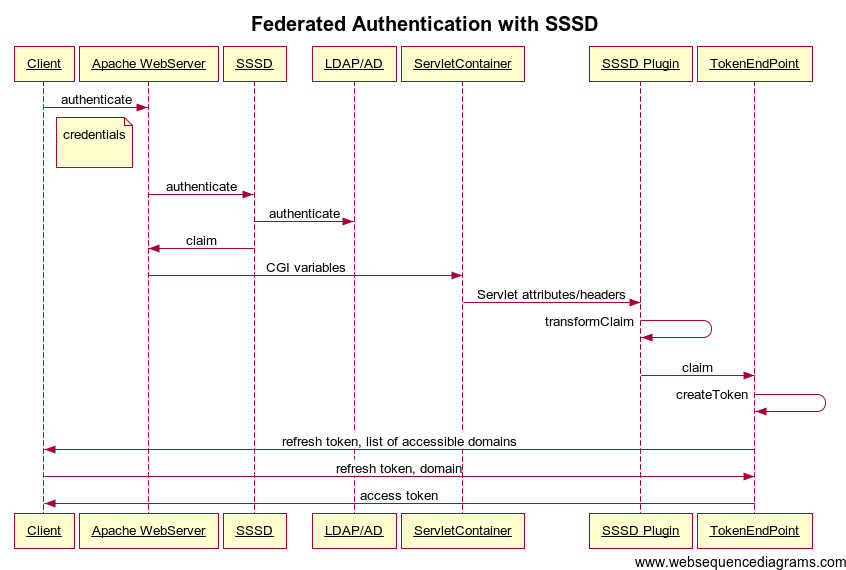 Federated Authentication with SSSD
Client Apache WebServer SSSD LDAP/AD ServletContainer SSSD Plugin TokenEndPoint
authenticate
credentials
authenticate
authenticate
claim
CGI variables
Servlet attributes/headers
transformClaim
claim
createToken
refresh token, list of accessible domains
refresh token, domain
access token
Client Apache WebServer SSSD LDAP/AD ServletContainer SSSD Plugin TokenEndPoint
www.websequencediagrams.com